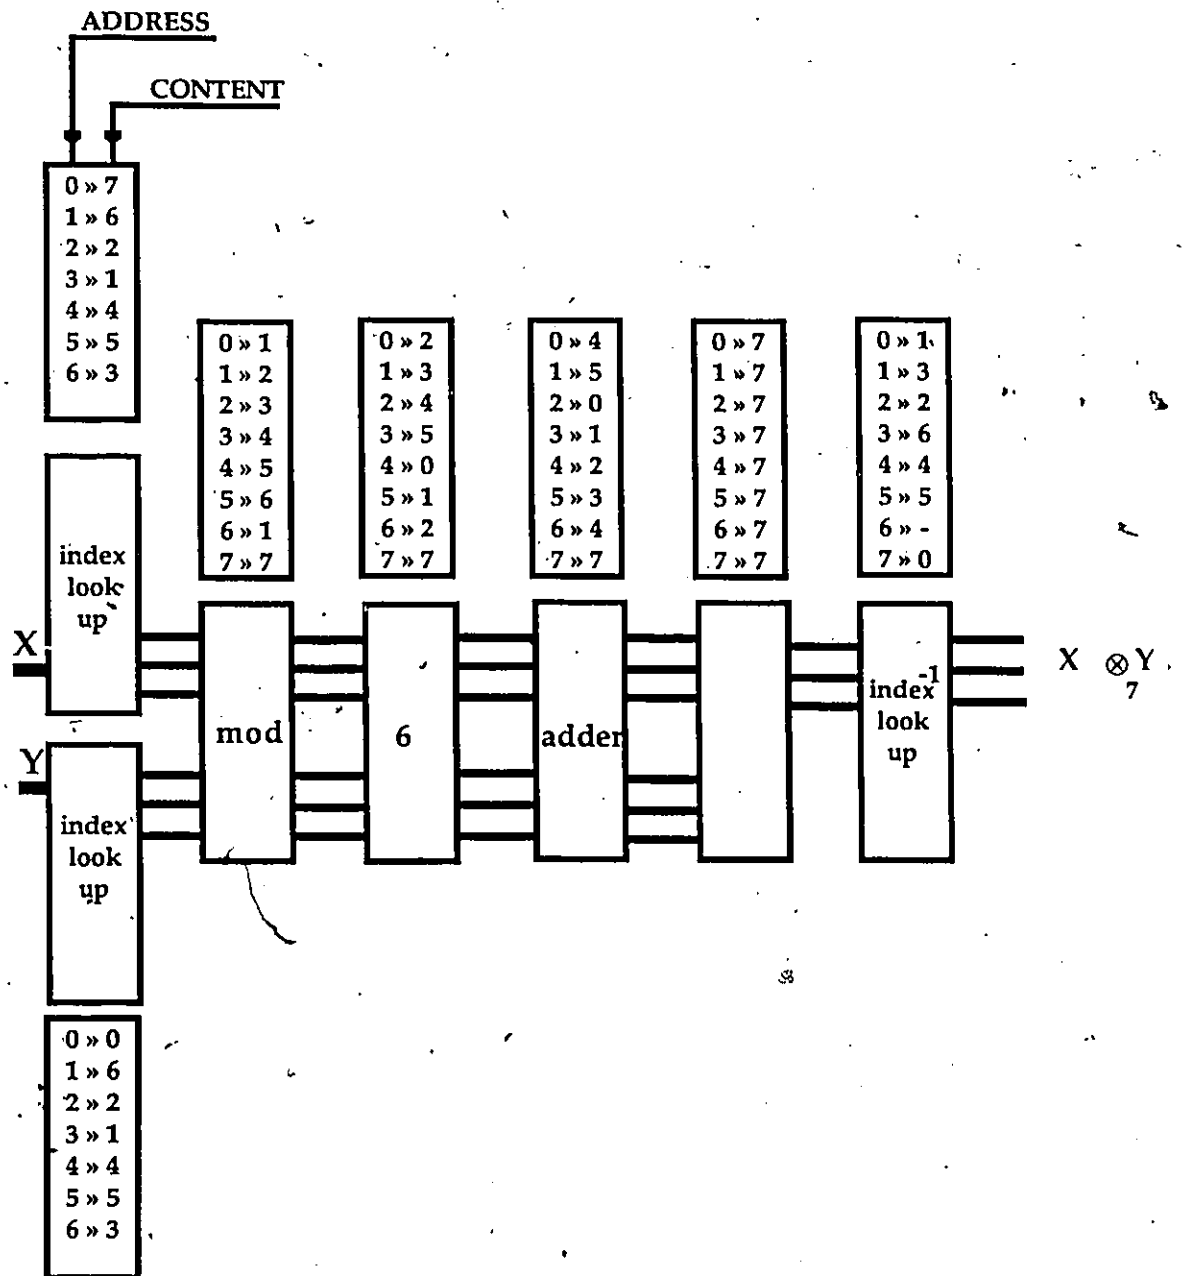 ADDRESS
CONTENT
0 » 7
1 » 6
2 » 2
3 » 1
4 » 4
5 » 5
6 » 3
0 » 1
1 » 2
2 » 3
3 » 4
4 » 5
5 » 6
6 » 1
7 » 7
0 » 2
1 » 3
2 » 4
3 » 5
4 » 0
5 » 1
6 » 2
7 » 7
0 » 4
1 » 5
2 » 0
3 » 1
4 » 2
5 » 3
6 » 4
7 » 7
0 » 7
1 » 7
2 » 7
3 » 7
4 » 7
5 » 7
6 » 7
7 » 7
0 » 1
1 » 3
2 » 2
3 » 6
4 » 4
5 » 5
6 » -
7 » 0
X
index
look
up
Y
index
look
up
mod
6
adder
-1
index
look
up
X ⊗ Y
7
0 » 0
1 » 6
2 » 2
3 » 1
4 » 4
5 » 5
6 » 3